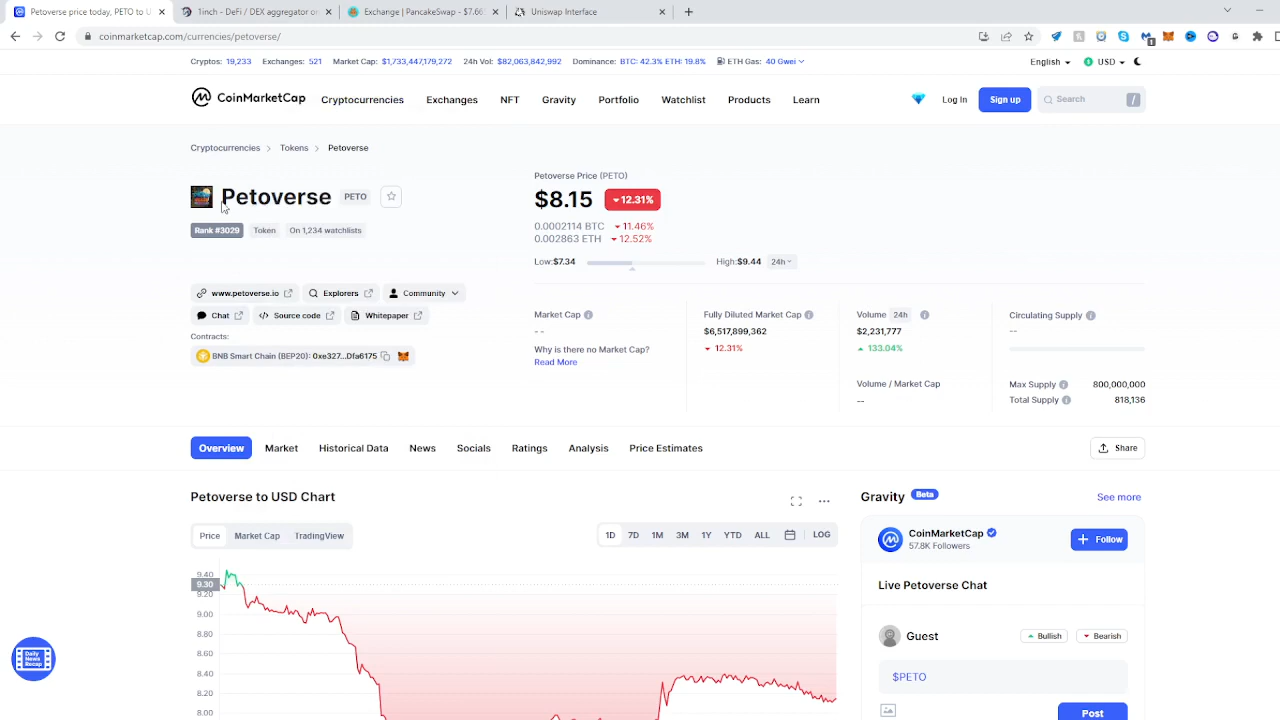 Petoverse price today, PETO to U
1inch - DeFi / DEX aggregator on
Exchange | PancakeSwap - $7.66
Uniswap Interface
coinmarketcap.com/currencies/petoverse/
Cryptos: 19,233 Exchanges: 521 Market Cap: $1,733,447,179,272 24h Vol: $82,063,842,992 Dominance: BTC: 42.3% ETH: 19.8% ETH Gas: 40 Gwei
English USD
CoinMarketCap Cryptocurrencies Exchanges NFT Gravity Portfolio Watchlist Products Learn
Log In Sign up Search /
Cryptocurrencies > Tokens > Petoverse
Petoverse PETO
Rank #3029 Token On 1,234 watchlists
www.petoverse.io Explorers Community
Chat Source code Whitepaper
Contracts:
BNB Smart Chain (BEP20): 0xe327...Dfa6175
Petoverse Price (PETO)
$8.15 12.31%
0.0002114 BTC 11.46%
0.002863 ETH 12.52%
Low:$7.34 High:$9.44 24h
Market Cap
- -
Why is there no Market Cap?
Read More
Fully Diluted Market Cap
$6,517,899,362
12.31%
Volume 24h
$2,231,777
133.04%
Volume / Market Cap
--
Circulating Supply
--
Max Supply 800,000,000
Total Supply 818,136
Overview Market Historical Data News Socials Ratings Analysis Price Estimates Share
Petoverse to USD Chart
Price Market Cap TradingView
1D 7D 1M 3M 1Y YTD ALL LOG
9.40
9.30
9.20
9.00
8.80
8.60
8.40
8.20
8.00
Gravity Beta See more
CoinMarketCap
57.8K Followers
+ Follow
Live Petoverse Chat
Guest Bullish Bearish
$PETO
Post
Daily
News
Recap